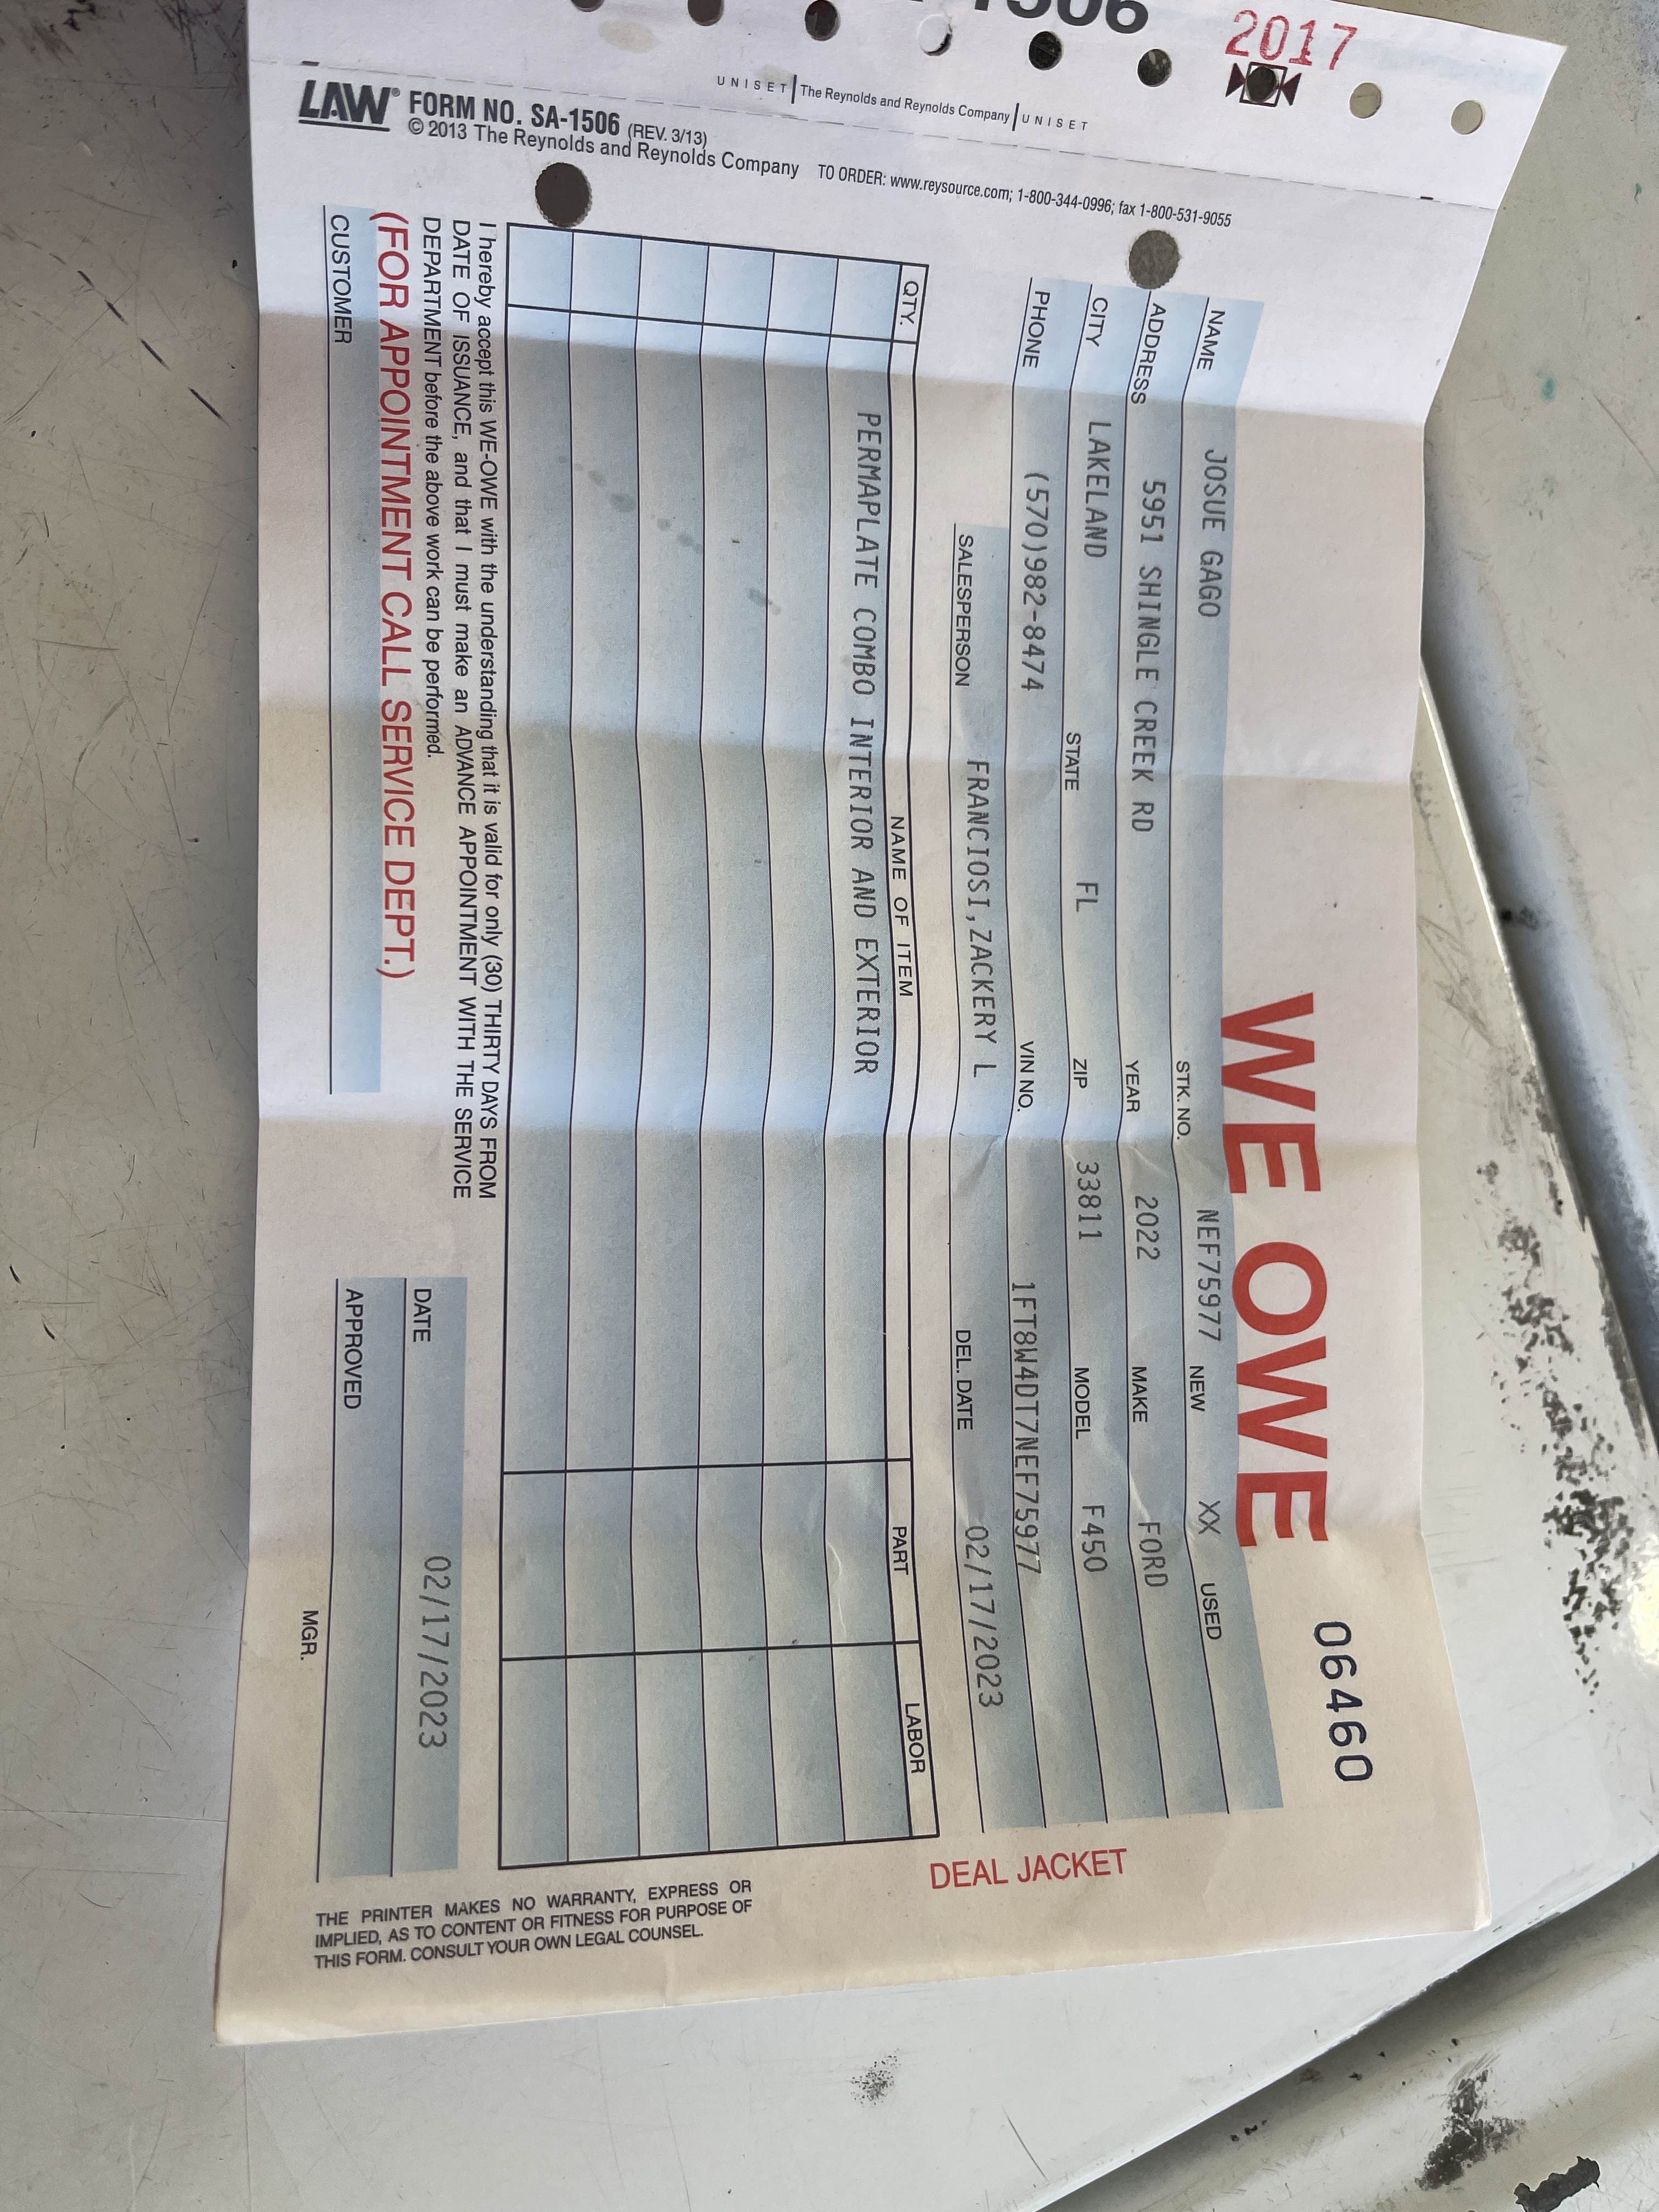 1506
2017
UNISET | The Reynolds and Reynolds Company | UNISET
LAW® FORM NO. SA-1506 (REV. 3/13)
© 2013 The Reynolds and Reynolds Company TO ORDER: www.reysource.com; 1-800-344-0996; fax 1-800-531-9055
WE OWE 06460
NAME JOSUE GAGO STK. NO. NEF75977 NEW XX USED
ADDRESS 5951 SHINGLE CREEK RD YEAR 2022 MAKE FORD
CITY LAKELAND STATE FL ZIP 33811 MODEL F450
PHONE (570)982-8474 VIN NO. 1FT8W4DT7NEF75977
SALESPERSON FRANCIOSI,ZACKERY L DEL. DATE 02/17/2023
QTY. NAME OF ITEM PART LABOR
PERMAPLATE COMBO INTERIOR AND EXTERIOR
I hereby accept this WE-OWE with the understanding that it is valid for only (30) THIRTY DAYS FROM
DATE OF ISSUANCE, and that I must make an ADVANCE APPOINTMENT WITH THE SERVICE
DEPARTMENT before the above work can be performed.
(FOR APPOINTMENT CALL SERVICE DEPT.)
DATE 02/17/2023
CUSTOMER APPROVED
MGR.
DEAL JACKET
THE PRINTER MAKES NO WARRANTY, EXPRESS OR
IMPLIED, AS TO CONTENT OR FITNESS FOR PURPOSE OF
THIS FORM. CONSULT YOUR OWN LEGAL COUNSEL.